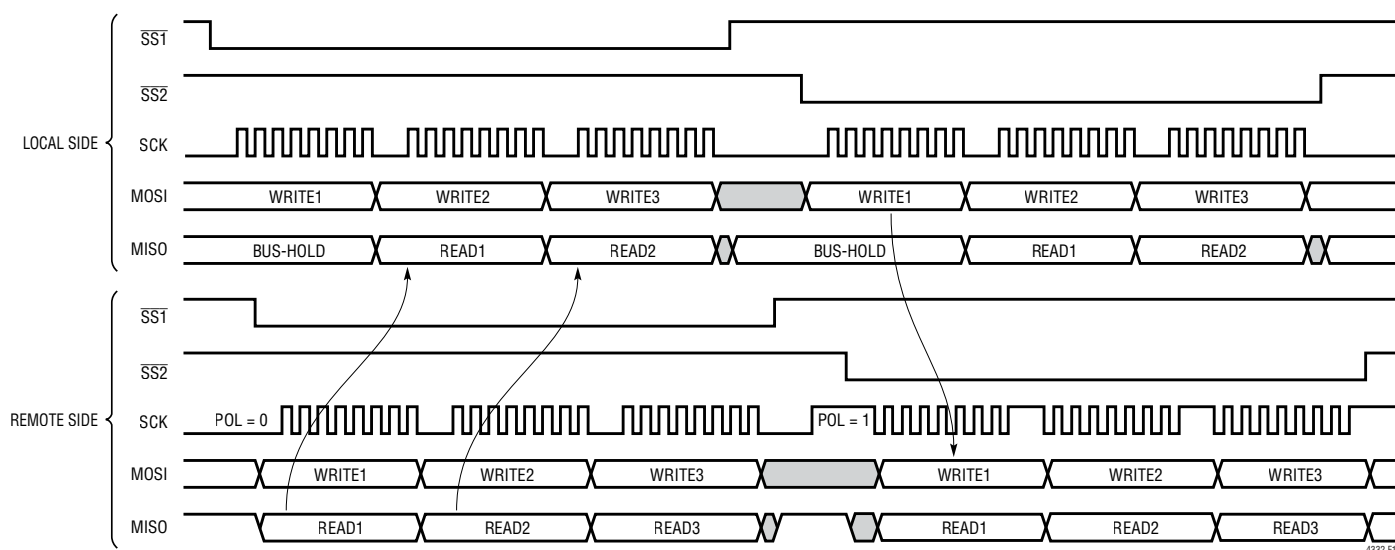 SS1
SS2
LOCAL SIDE SCK
MOSI WRITE1 WRITE2 WRITE3 WRITE1 WRITE2 WRITE3
MISO BUS-HOLD READ1 READ2 BUS-HOLD READ1 READ2
SS1
SS2
REMOTE SIDE SCK POL = 0 POL = 1
MOSI WRITE1 WRITE2 WRITE3 WRITE1 WRITE2 WRITE3
MISO READ1 READ2 READ3 READ1 READ2 READ3